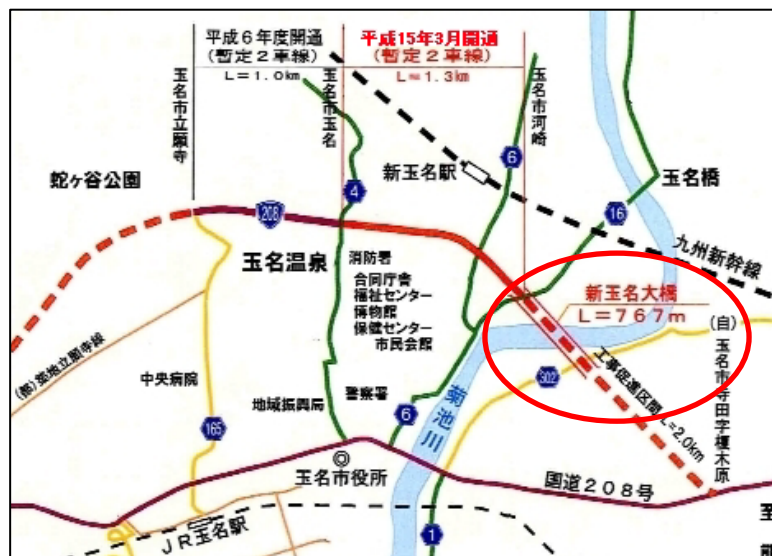 平成6年度開通
(暫定2車線)
L=1.0km
平成15年3月開通
(暫定2車線)
L=1.3km
玉名市立願寺
玉名市玉名
玉名市河崎
蛇ヶ谷公園
新玉名駅
玉名橋
九州新幹線
4
6
16
208
玉名温泉
消防署
合同庁舎
福祉センター
博物館
保健センター
市民会館
新玉名大橋
L=767m
(自)
玉名市寺田字榎木原
工事促進区間L=2.0km
302
(都)築地立願寺線
中央病院
165
地域振興局
警察署
6
菊池川
玉名市役所
国道208号
JR玉名駅
1
至